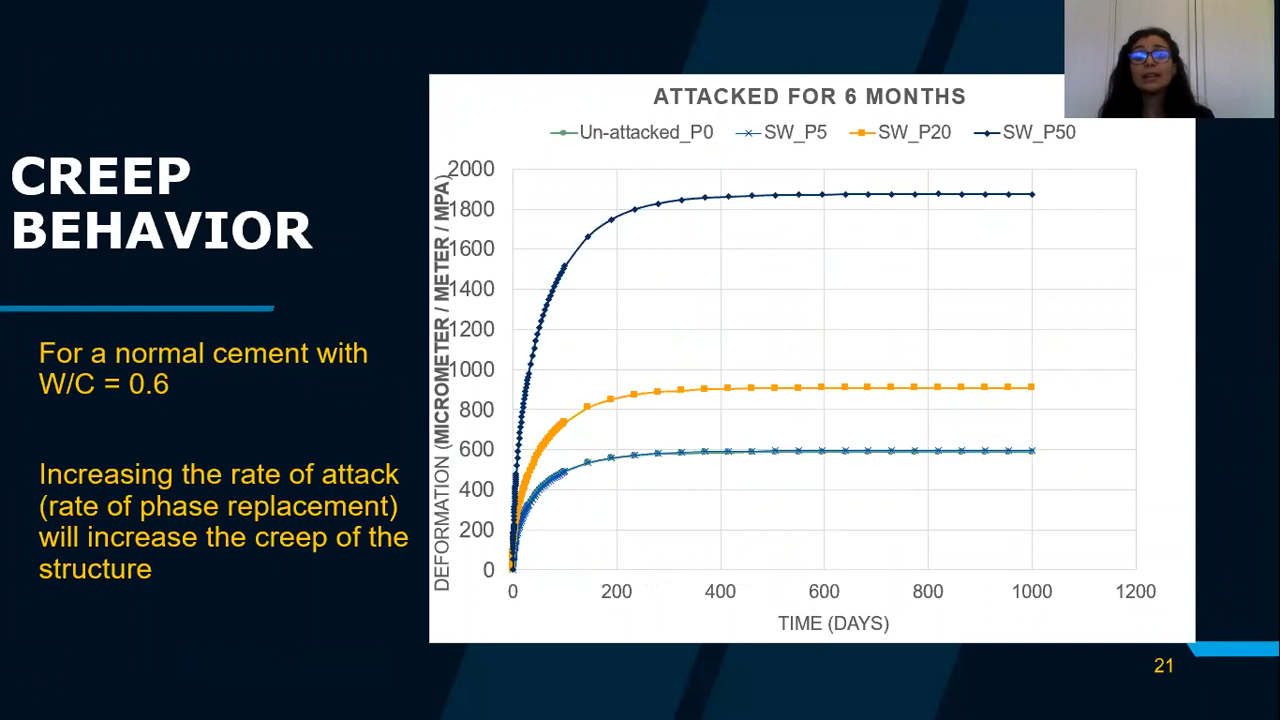 CREEP
BEHAVIOR
For a normal cement with
W/C = 0.6
Increasing the rate of attack
(rate of phase replacement)
will increase the creep of the
structure
ATTACKED FOR 6 MONTHS
Un-attacked_P0 SW_P5 SW_P20 SW_P50
DEFORMATION (MICROMETER / METER / MPA)
2000
1800
1600
1400
1200
1000
800
600
400
200
0
0 200 400 600 800 1000 1200
TIME (DAYS)
21